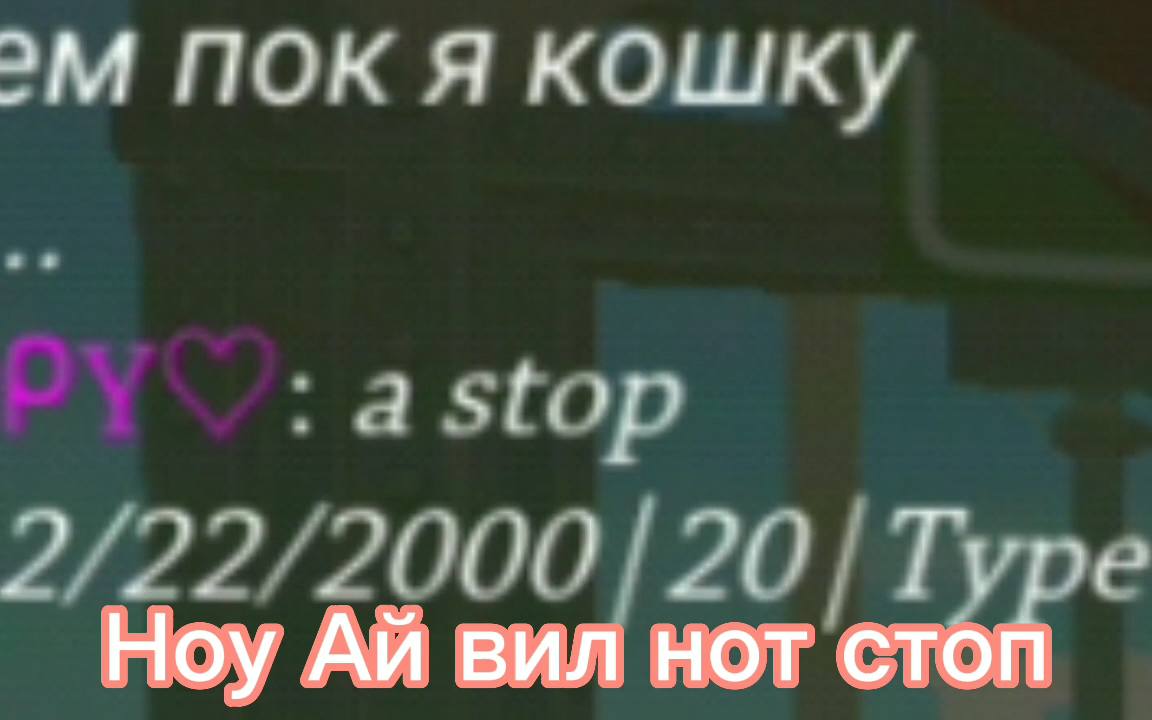 ем пок я кошку
..
РУ♡: a stop
2/22/2000|20|Type
Ноу Ай вил нот стоп